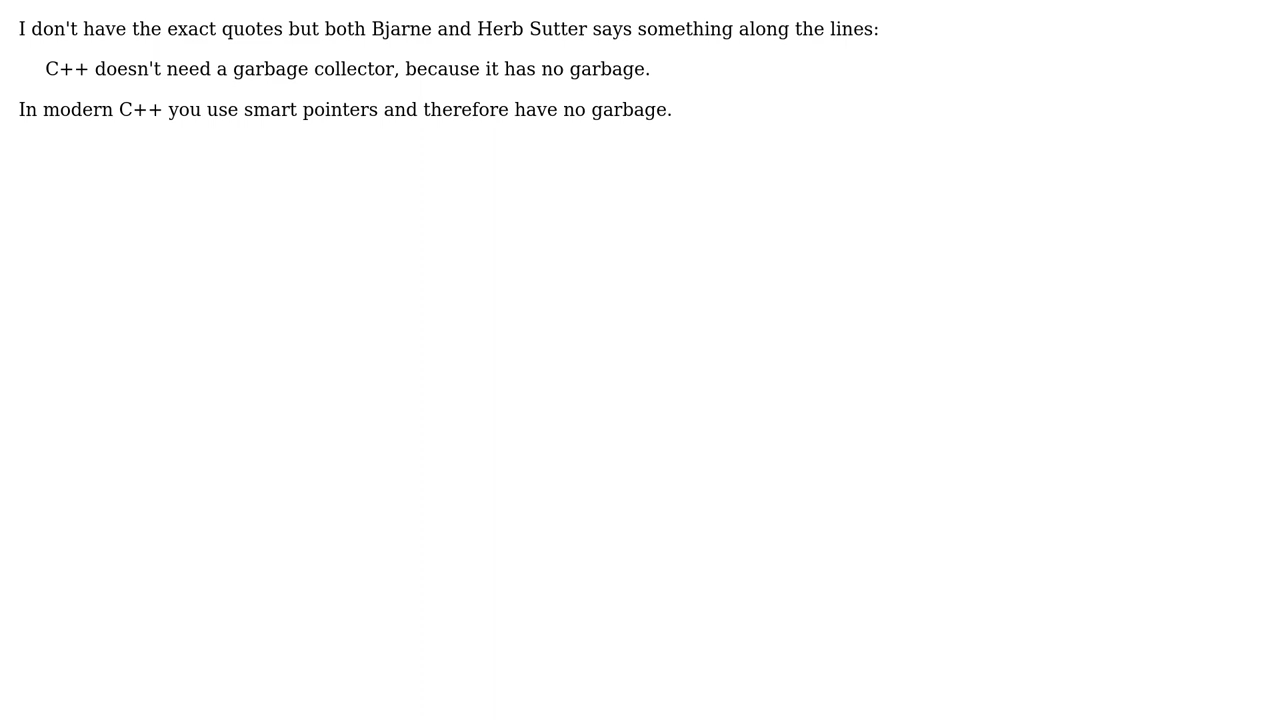 I don't have the exact quotes but both Bjarne and Herb Sutter says something along the lines:
C++ doesn't need a garbage collector, because it has no garbage.
In modern C++ you use smart pointers and therefore have no garbage.